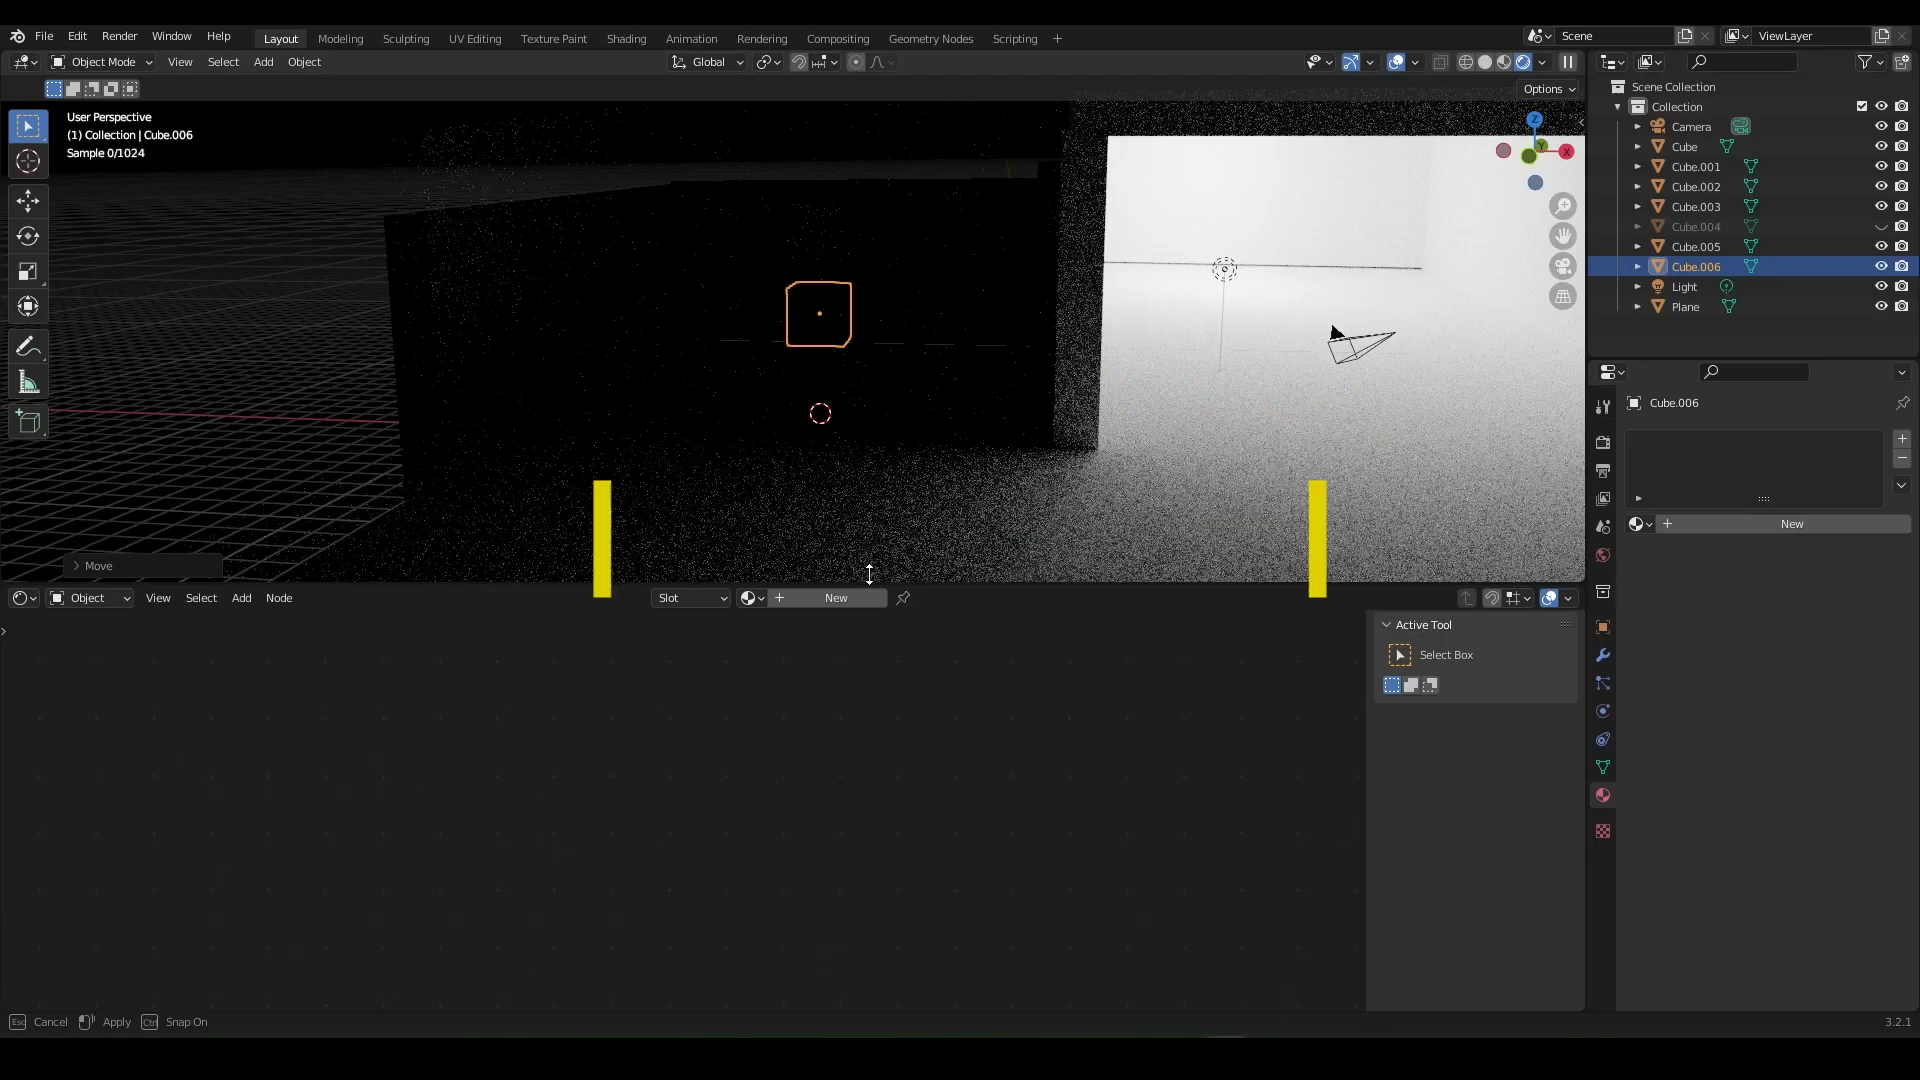 File Edit Render Window Help Layout Modeling Sculpting UV Editing Texture Paint Shading Animation Rendering Compositing Geometry Nodes Scripting + Scene ViewLayer
Object Mode View Select Add Object Global
Options
User Perspective
(1) Collection | Cube.006
Sample 0/1024
Z
Y
X
Move
Scene Collection
Collection
Camera
Cube
Cube.001
Cube.002
Cube.003
Cube.004
Cube.005
Cube.006
Light
Plane
Cube.006
New
Object View Select Add Node Slot New
Active Tool
Select Box
Esc Cancel Apply Ctrl Snap On
3.2.1